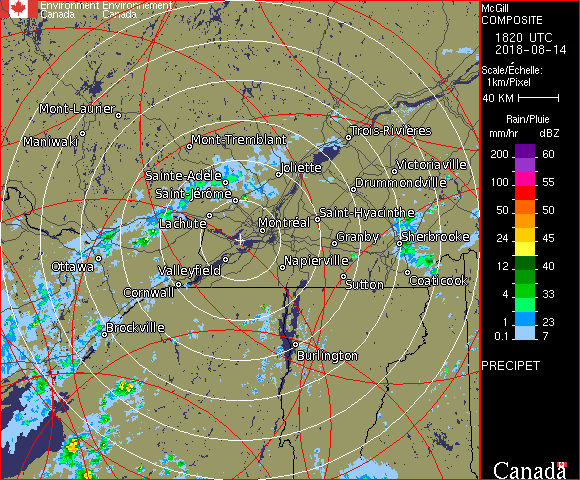 Environment Environnement
Canada Canada
McGill
COMPOSITE
1820 UTC
2018-08-14
Scale/Échelle:
1km/Pixel
40 KM
Rain/Pluie
mm/hr dBZ
200 60
100 55
50 50
24 45
12 40
4 33
1 23
0.1 7
PRECIPET
Canada
Mont-Laurier
Maniwaki
Mont-Tremblant
Trois-Rivières
Sainte-Adèle
Joliette
Victoriaville
Saint-Jérôme
Drummondville
Lachute
Montréal
Saint-Hyacinthe
Granby
Sherbrooke
Ottawa
Valleyfield
Napierville
Cornwall
Sutton
Coaticook
Brockville
Burlington